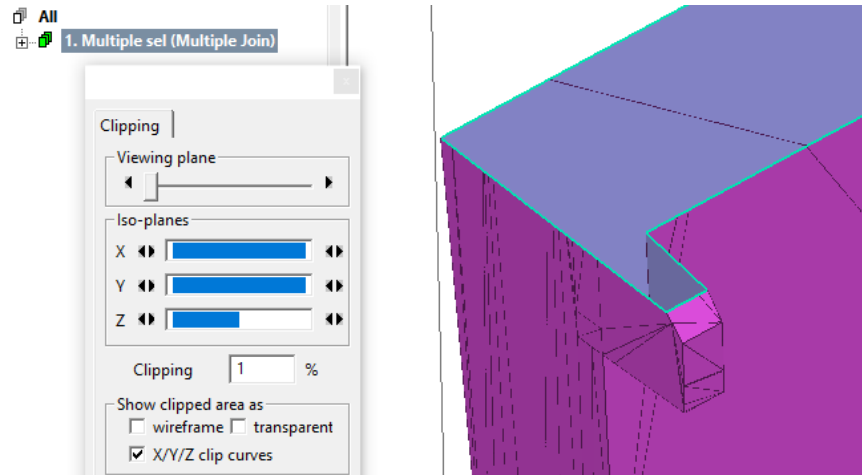 All
1. Multiple sel (Multiple Join)
Clipping
Viewing plane
Iso-planes
X
Y
Z
Clipping 1 %
Show clipped area as
wireframe transparent
X/Y/Z clip curves